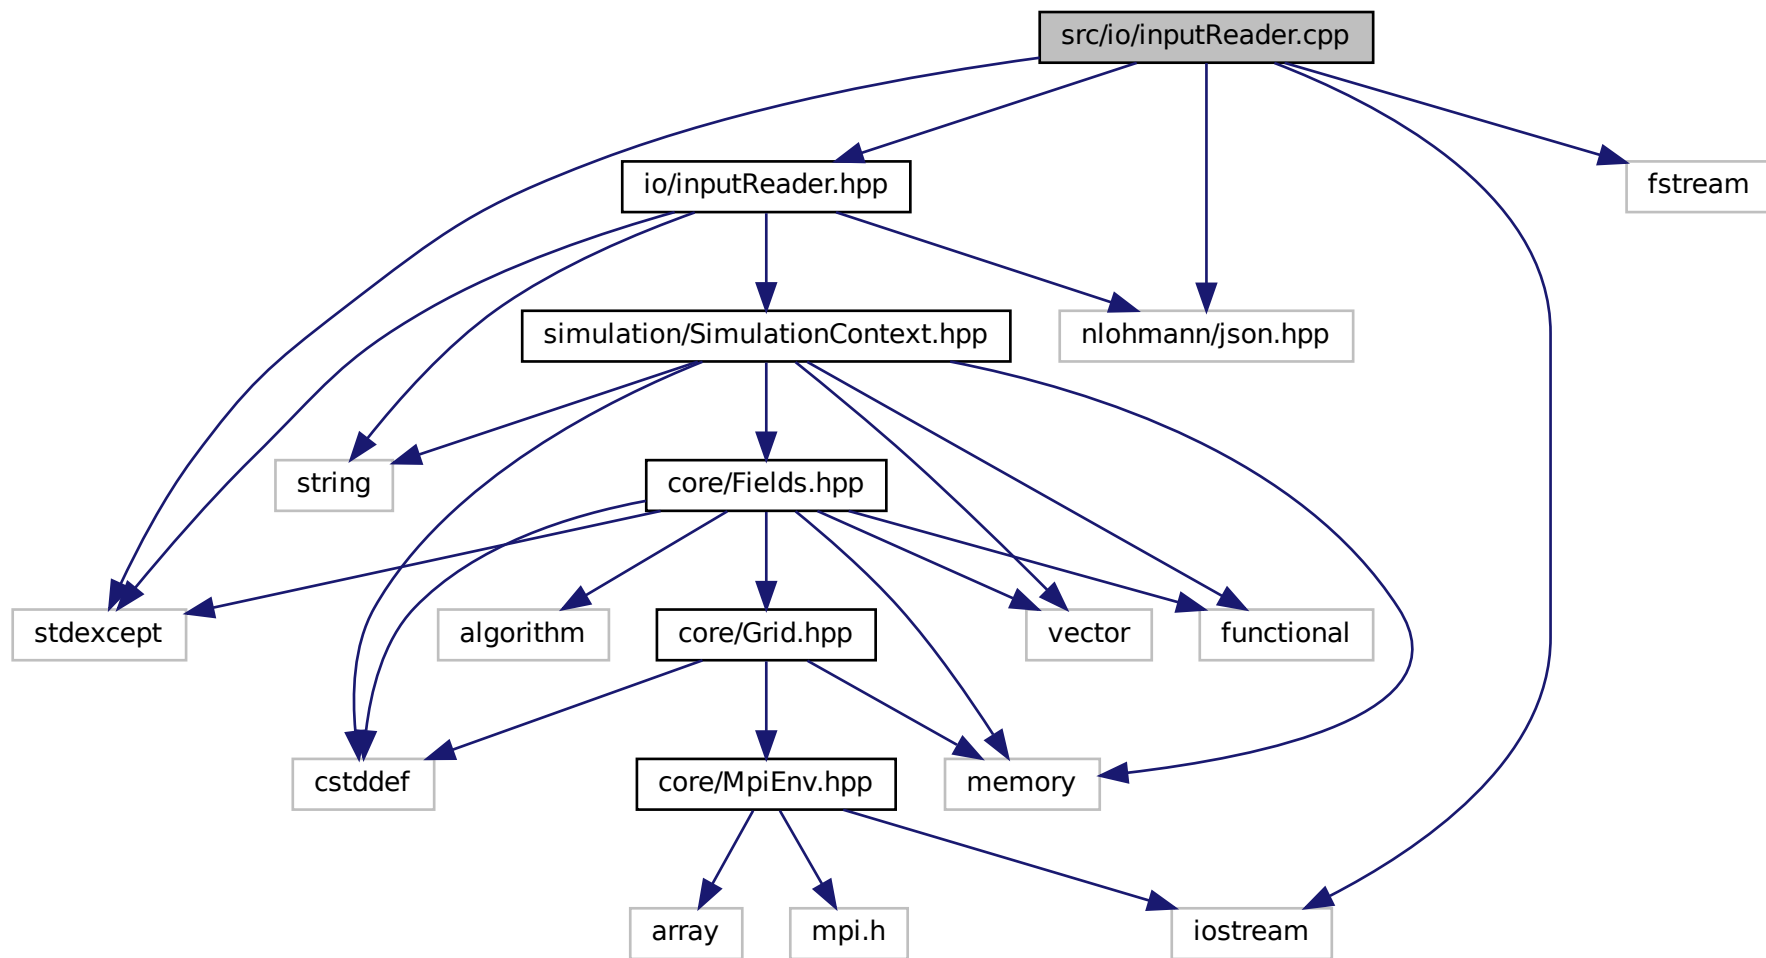 src/io/inputReader.cpp
io/inputReader.hpp
fstream
simulation/SimulationContext.hpp
nlohmann/json.hpp
string
core/Fields.hpp
stdexcept
algorithm
core/Grid.hpp
vector
functional
cstddef
core/MpiEnv.hpp
memory
array
mpi.h
iostream